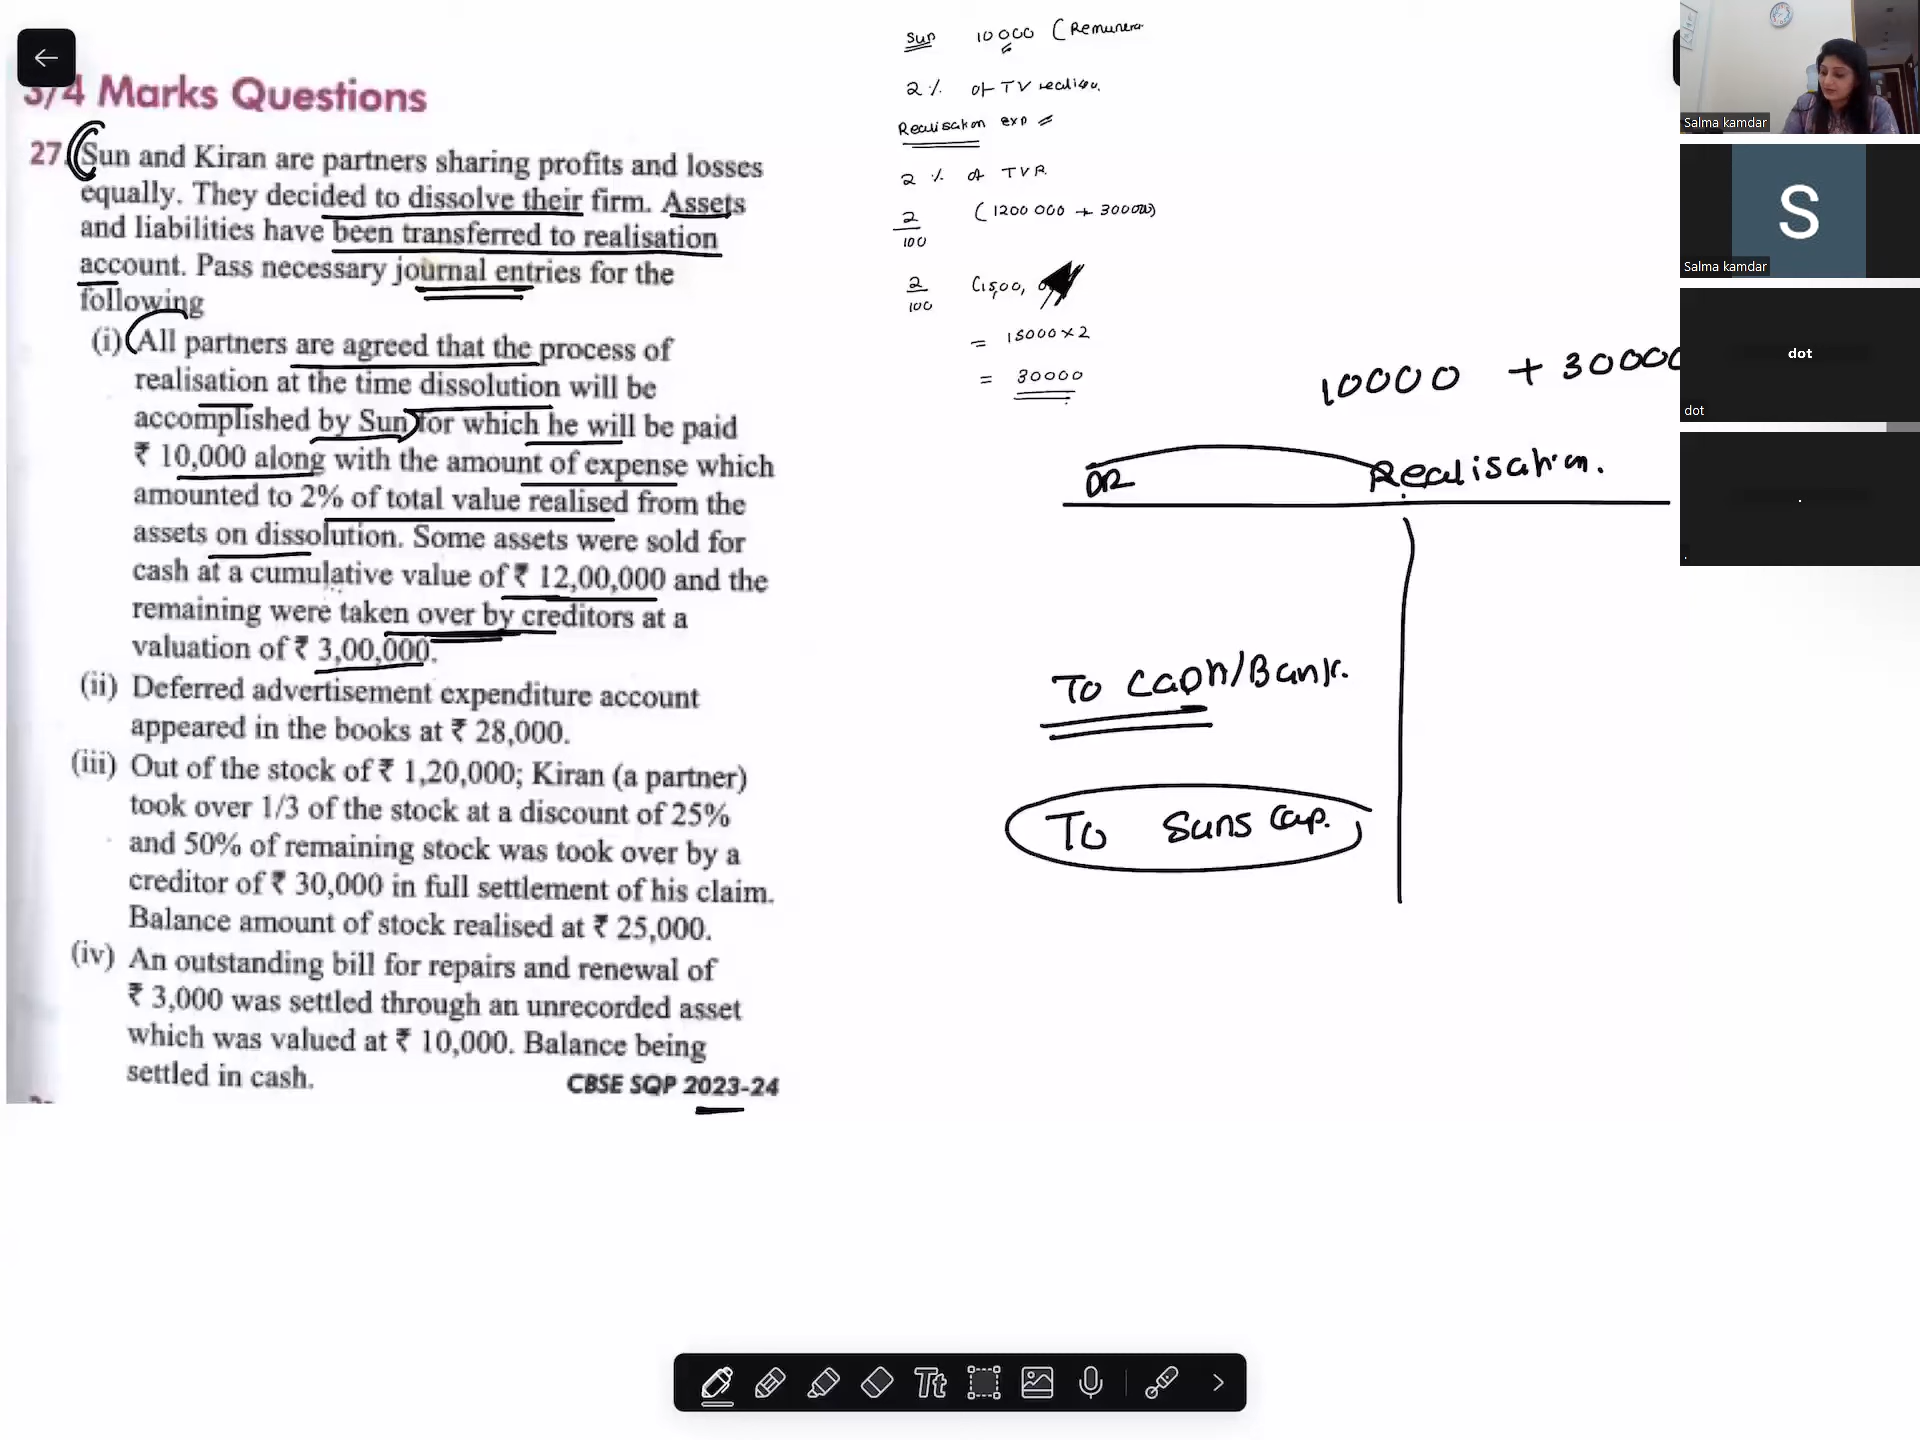 3/4 Marks Questions
27. Sun and Kiran are partners sharing profits and losses
equally. They decided to dissolve their firm. Assets
and liabilities have been transferred to realisation
account. Pass necessary journal entries for the
following
(i) All partners are agreed that the process of
realisation at the time dissolution will be
accomplished by Sun for which he will be paid
₹ 10,000 along with the amount of expense which
amounted to 2% of total value realised from the
assets on dissolution. Some assets were sold for
cash at a cumulative value of ₹ 12,00,000 and the
remaining were taken over by creditors at a
valuation of ₹ 3,00,000.
(ii) Deferred advertisement expenditure account
appeared in the books at ₹ 28,000.
(iii) Out of the stock of ₹ 1,20,000; Kiran (a partner)
took over 1/3 of the stock at a discount of 25%
and 50% of remaining stock was took over by a
creditor of ₹ 30,000 in full settlement of his claim.
Balance amount of stock realised at ₹ 25,000.
(iv) An outstanding bill for repairs and renewal of
₹ 3,000 was settled through an unrecorded asset
which was valued at ₹ 10,000. Balance being
settled in cash.
CBSE SQP 2023-24
Sun 10000 (Remunera
2% of TV realisa.
Realisation exp =
2 % of TVR.
2/100 (1200 000 + 300000)
2/100 (1500,
= 15000 × 2
= 30000
10000 + 30000
DR Realisation.
To Cash/Bank.
To Suns Cap.
Salma kamdar
S
Salma kamdar
dot
dot
.
.
Tt